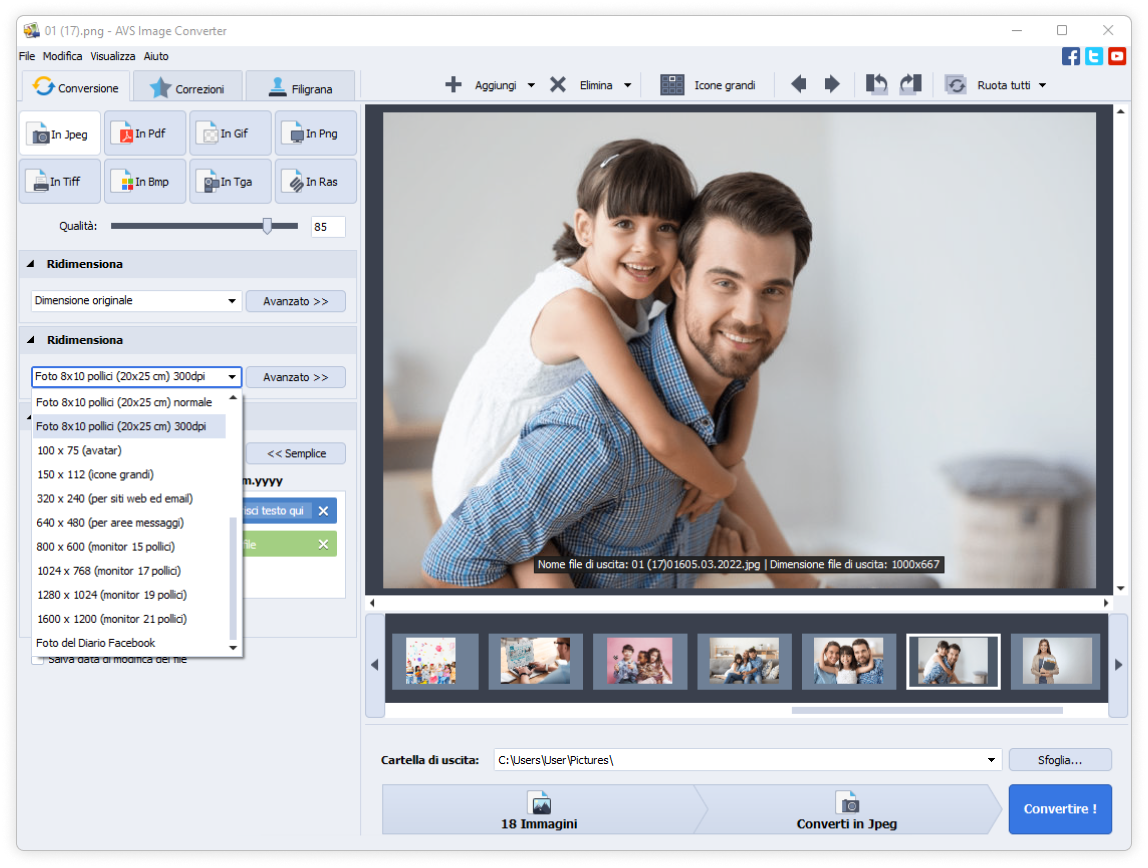 01 (17).png - AVS Image Converter
File Modifica Visualizza Aiuto
Conversione Correzioni Filigrana
Aggiungi Elimina Icone grandi Ruota tutti
In Jpeg In Pdf In Gif In Png
In Tiff In Bmp In Tga In Ras
Qualità: 85
Ridimensiona
Dimensione originale Avanzato >>
Ridimensiona
Foto 8x10 pollici (20x25 cm) 300dpi Avanzato >>
Foto 8x10 pollici (20x25 cm) normale
Foto 8x10 pollici (20x25 cm) 300dpi
100 x 75 (avatar)
<< Semplice
150 x 112 (icone grandi)
m.yyyy
320 x 240 (per siti web ed email)
isci testo qui
640 x 480 (per aree messaggi)
800 x 600 (monitor 15 pollici)
file
1024 x 768 (monitor 17 pollici)
1280 x 1024 (monitor 19 pollici)
1600 x 1200 (monitor 21 pollici)
Foto del Diario Facebook
Salva data di modifica del file
Nome file di uscita: 01 (17)01605.03.2022.jpg | Dimensione file di uscita: 1000x667
Cartella di uscita: C:\Users\User\Pictures\ Sfoglia...
18 Immagini Converti in Jpeg Convertire !